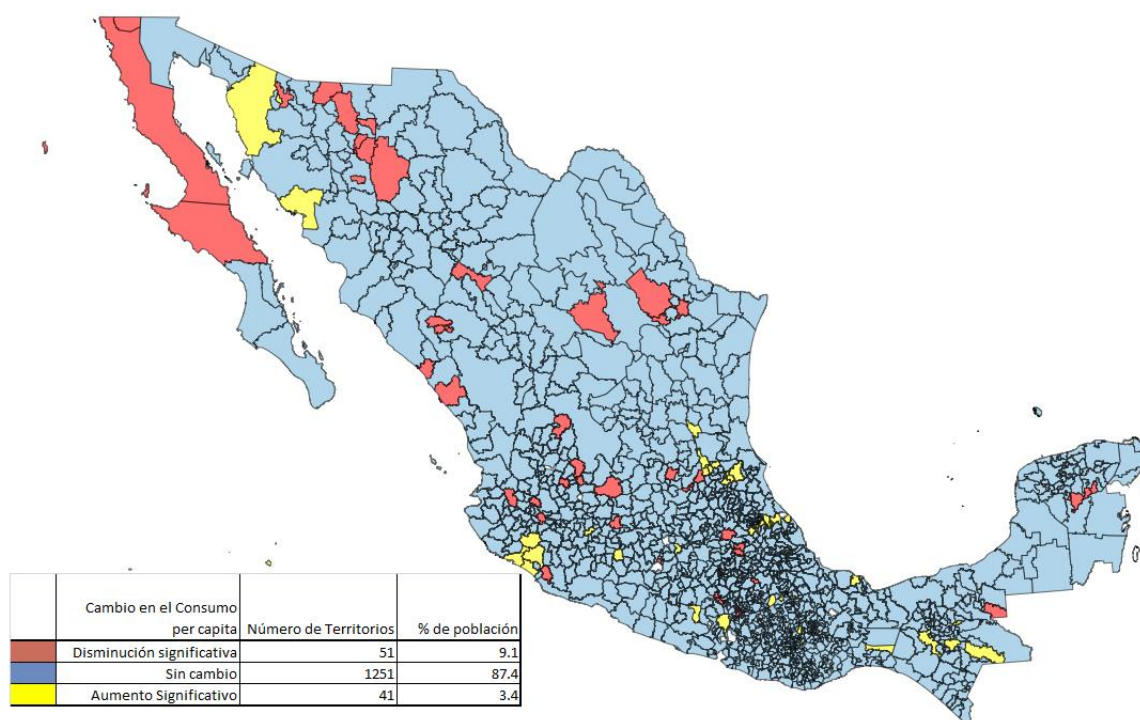 Cambio en el Consumo
per capita Número de Territorios % de población
Disminución significativa 51 9.1
Sin cambio 1251 87.4
Aumento Significativo 41 3.4